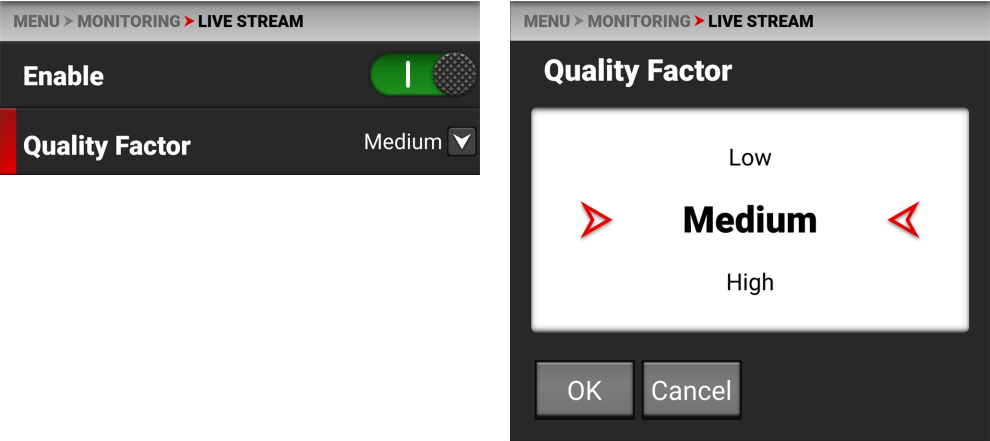 MENU > MONITORING > LIVE STREAM
Enable
Quality Factor Medium
MENU > MONITORING > LIVE STREAM
Quality Factor
Low
Medium
High
OK Cancel